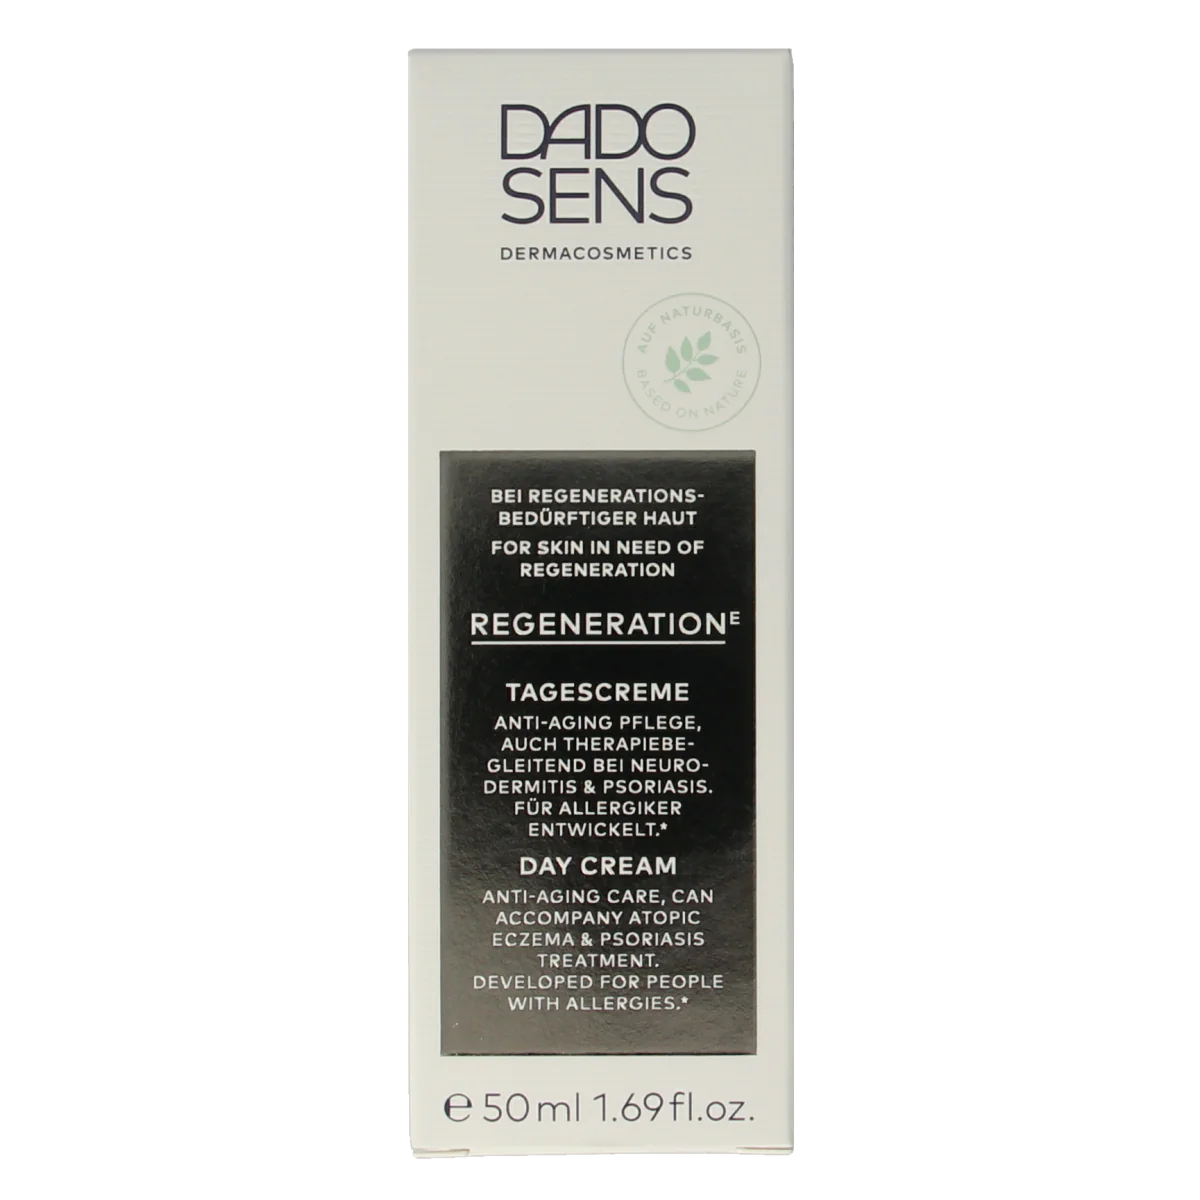 DADO
SENS
DERMACOSMETICS
AUF NATURBASIS
BASED ON NATURE
BEI REGENERATIONS-
BEDÜRFTIGER HAUT
FOR SKIN IN NEED OF
REGENERATION
REGENERATIONᴱ
TAGESCREME
ANTI-AGING PFLEGE,
AUCH THERAPIEBE-
GLEITEND BEI NEURO-
DERMITIS & PSORIASIS.
FÜR ALLERGIKER
ENTWICKELT.*
DAY CREAM
ANTI-AGING CARE, CAN
ACCOMPANY ATOPIC
ECZEMA & PSORIASIS
TREATMENT.
DEVELOPED FOR PEOPLE
WITH ALLERGIES.*
℮ 50 ml 1.69 fl.oz.